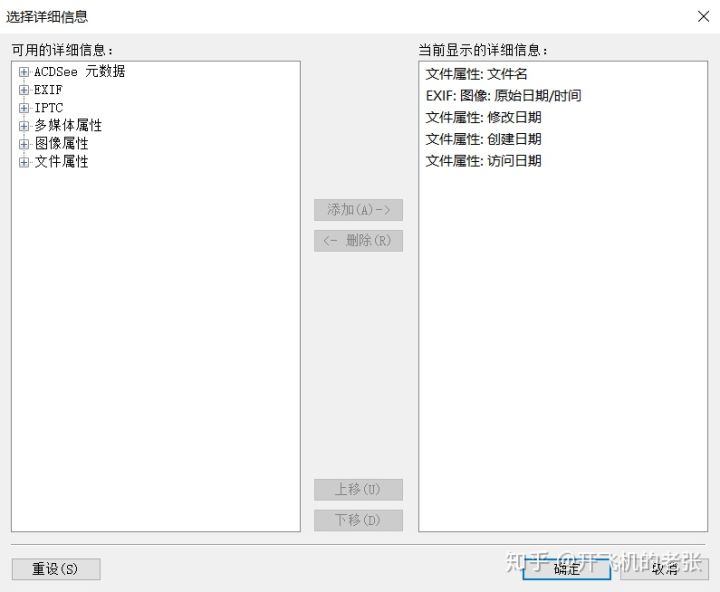 选择详细信息
可用的详细信息：
当前显示的详细信息：
ACDSee 元数据
EXIF
IPTC
多媒体属性
图像属性
文件属性
文件属性: 文件名
EXIF: 图像: 原始日期/时间
文件属性: 修改日期
文件属性: 创建日期
文件属性: 访问日期
添加(A)->
<- 删除(R)
上移(U)
下移(D)
重设(S)
确定
取消
知乎 @开飞机的老张